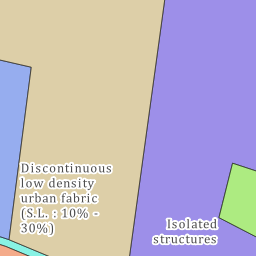 Discontinuous
low density
urban fabric
(S.L. : 10% -
30%)
Isolated
structures